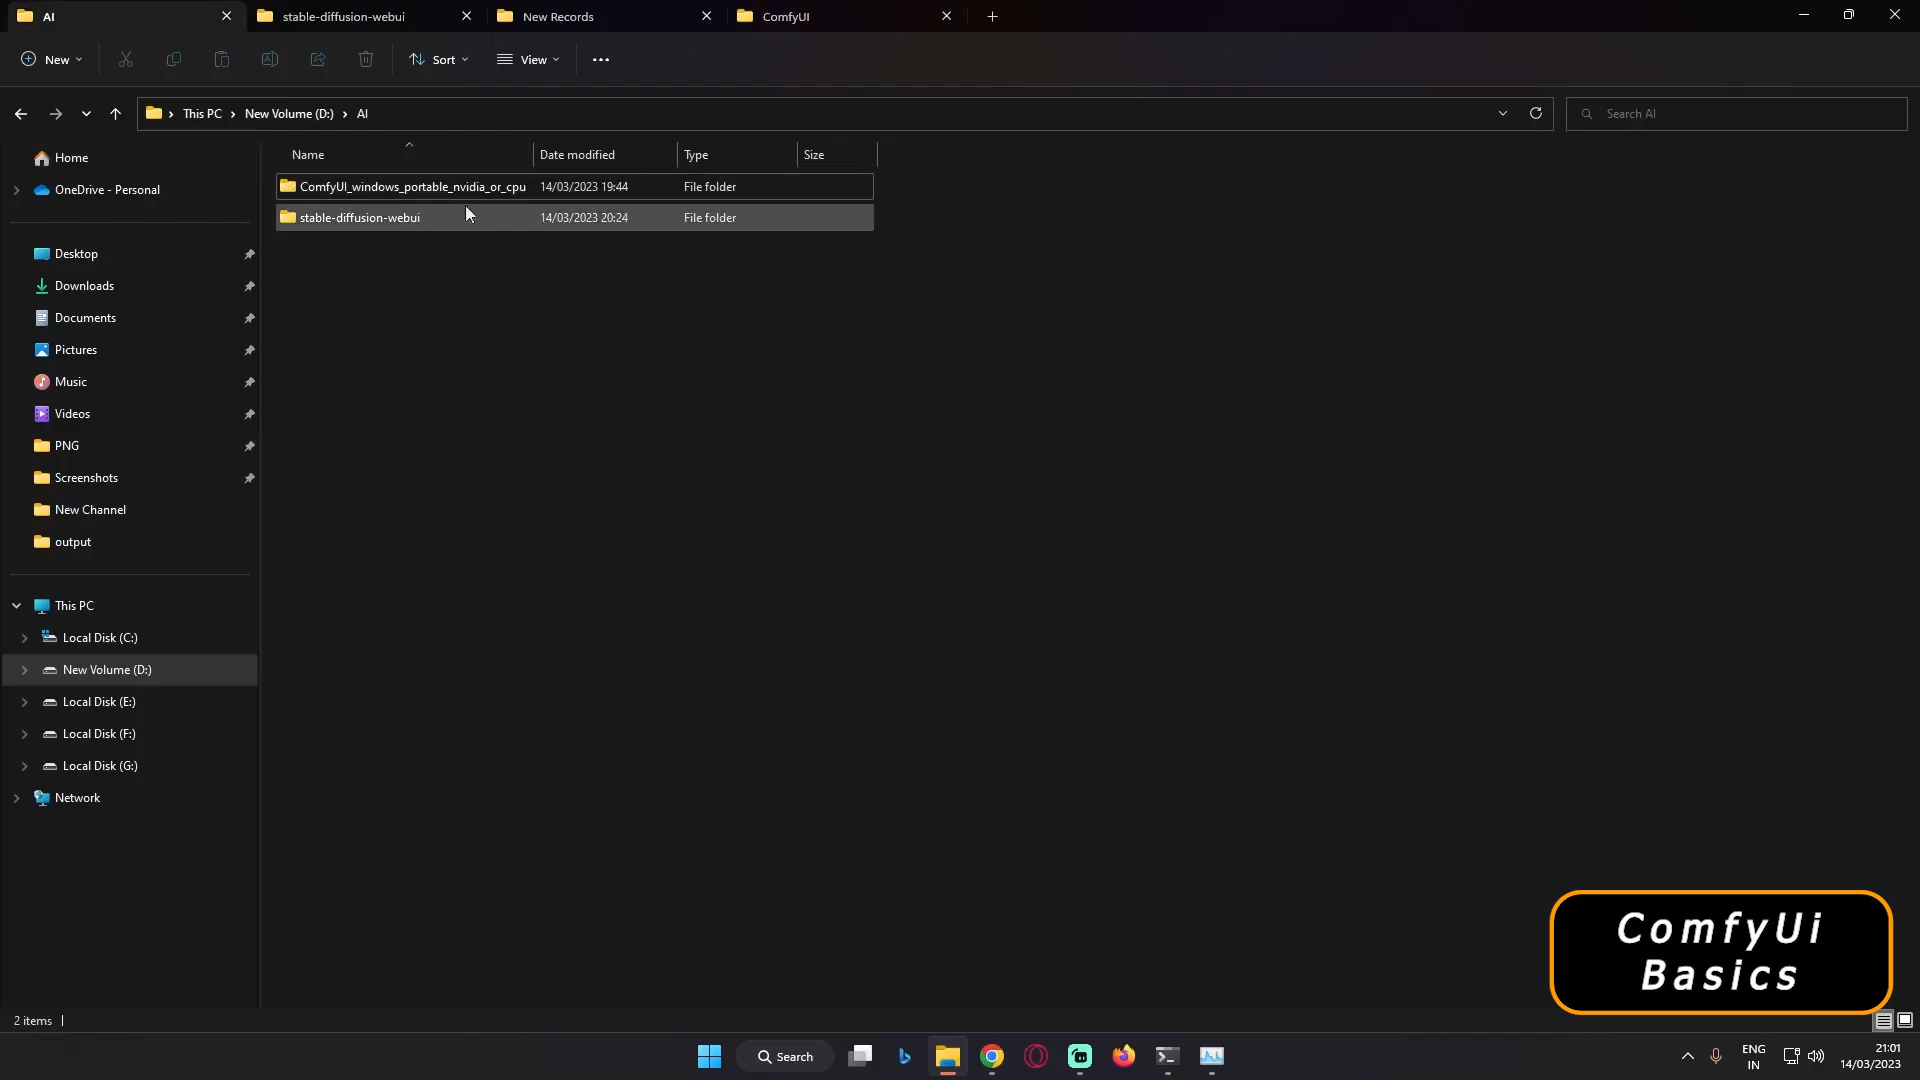 AI
stable-diffusion-webui
New Records
ComfyUI
New
Sort
View
This PC
New Volume (D:)
AI
Search AI
Name
Date modified
Type
Size
ComfyUI_windows_portable_nvidia_or_cpu 14/03/2023 19:44 File folder
stable-diffusion-webui 14/03/2023 20:24 File folder
Home
OneDrive - Personal
Desktop
Downloads
Documents
Pictures
Music
Videos
PNG
Screenshots
New Channel
output
This PC
Local Disk (C:)
New Volume (D:)
Local Disk (E:)
Local Disk (F:)
Local Disk (G:)
Network
ComfyUi
Basics
2 items
Search
ENG
IN
21:01
14/03/2023